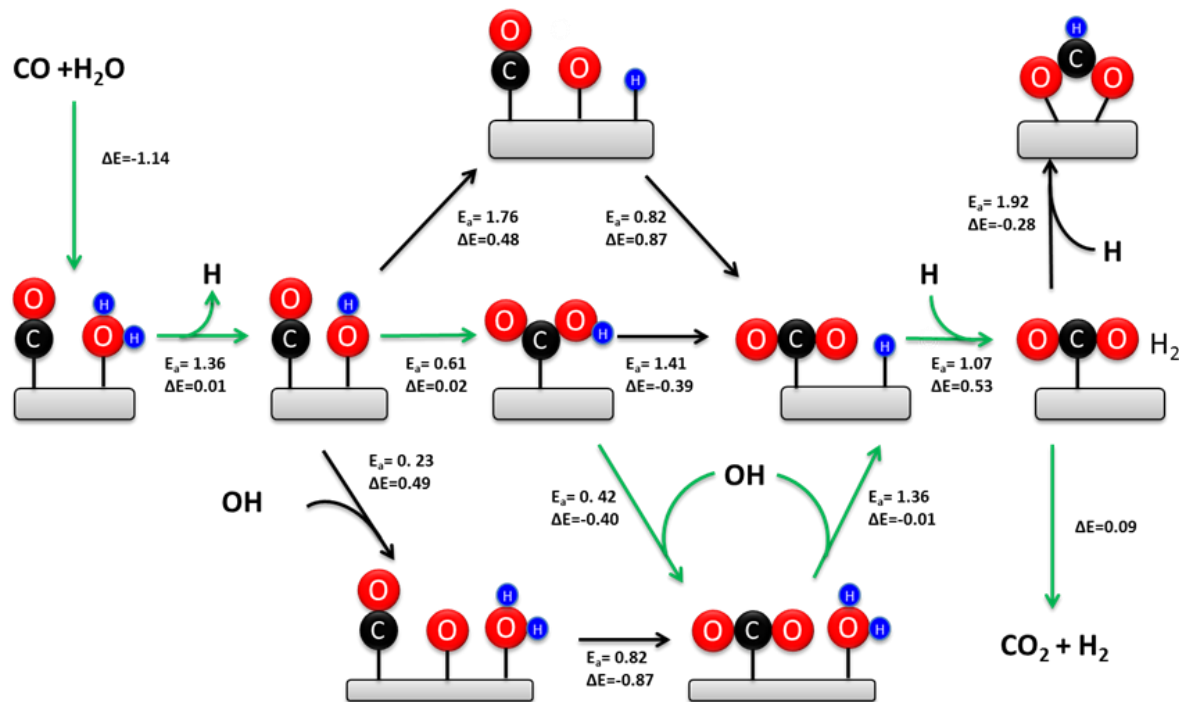 CO +H₂O
ΔE=-1.14
O
C
O
H
Eₐ= 1.76
ΔE=0.48
Eₐ= 0.82
ΔE=0.87
H
C
O
O
Eₐ= 1.92
ΔE=-0.28
H
O
C
H
O
H
H
Eₐ= 1.36
ΔE=0.01
O
C
H
O
Eₐ= 0.61
ΔE=0.02
O
O
H
C
Eₐ= 1.41
ΔE=-0.39
O
C
O
H
H
Eₐ= 1.07
ΔE=0.53
O
C
O
H₂
OH
Eₐ= 0. 23
ΔE=0.49
Eₐ= 0. 42
ΔE=-0.40
OH
Eₐ= 1.36
ΔE=-0.01
ΔE=0.09
O
C
O
H
O
H
Eₐ= 0.82
ΔE=-0.87
O
C
O
H
O
H
CO₂ + H₂